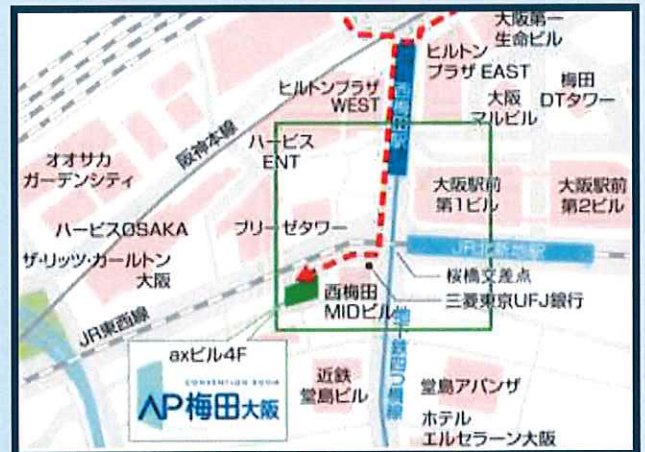 大阪第一
生命ビル
ヒルトン
プラザ EAST
梅田
DTタワー
大阪
マルビル
ヒルトンプラザ
WEST
西梅田駅
阪神本線
ハービス
ENT
オオサカ
ガーデンシティ
大阪駅前
第1ビル
大阪駅前
第2ビル
ハービスOSAKA
ブリーゼタワー
JR北新地駅
ザ・リッツ・カールトン
大阪
桜橋交差点
三菱東京UFJ銀行
西梅田
MIDビル
JR東西線
地下鉄四つ橋線
axビル4F
CONVENTION ROOM
AP梅田大阪
近鉄
堂島ビル
堂島アバンザ
ホテル
エルセラーン大阪